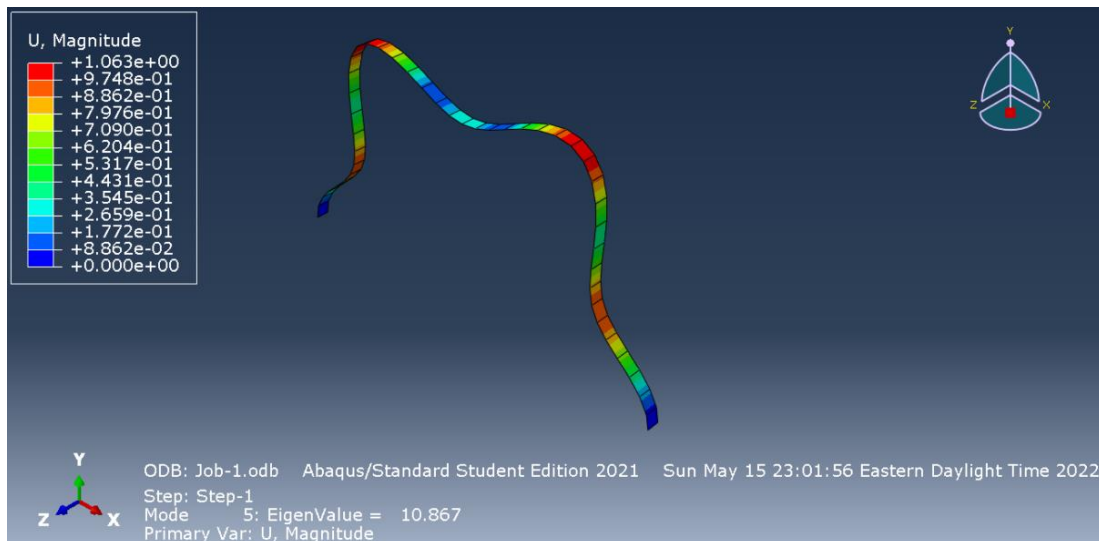 U, Magnitude
+1.063e+00
+9.748e-01
+8.862e-01
+7.976e-01
+7.090e-01
+6.204e-01
+5.317e-01
+4.431e-01
+3.545e-01
+2.659e-01
+1.772e-01
+8.862e-02
+0.000e+00
Y
Z X
Y
Z X
ODB: Job-1.odb Abaqus/Standard Student Edition 2021 Sun May 15 23:01:56 Eastern Daylight Time 2022
Step: Step-1
Mode 5: EigenValue = 10.867
Primary Var: U, Magnitude